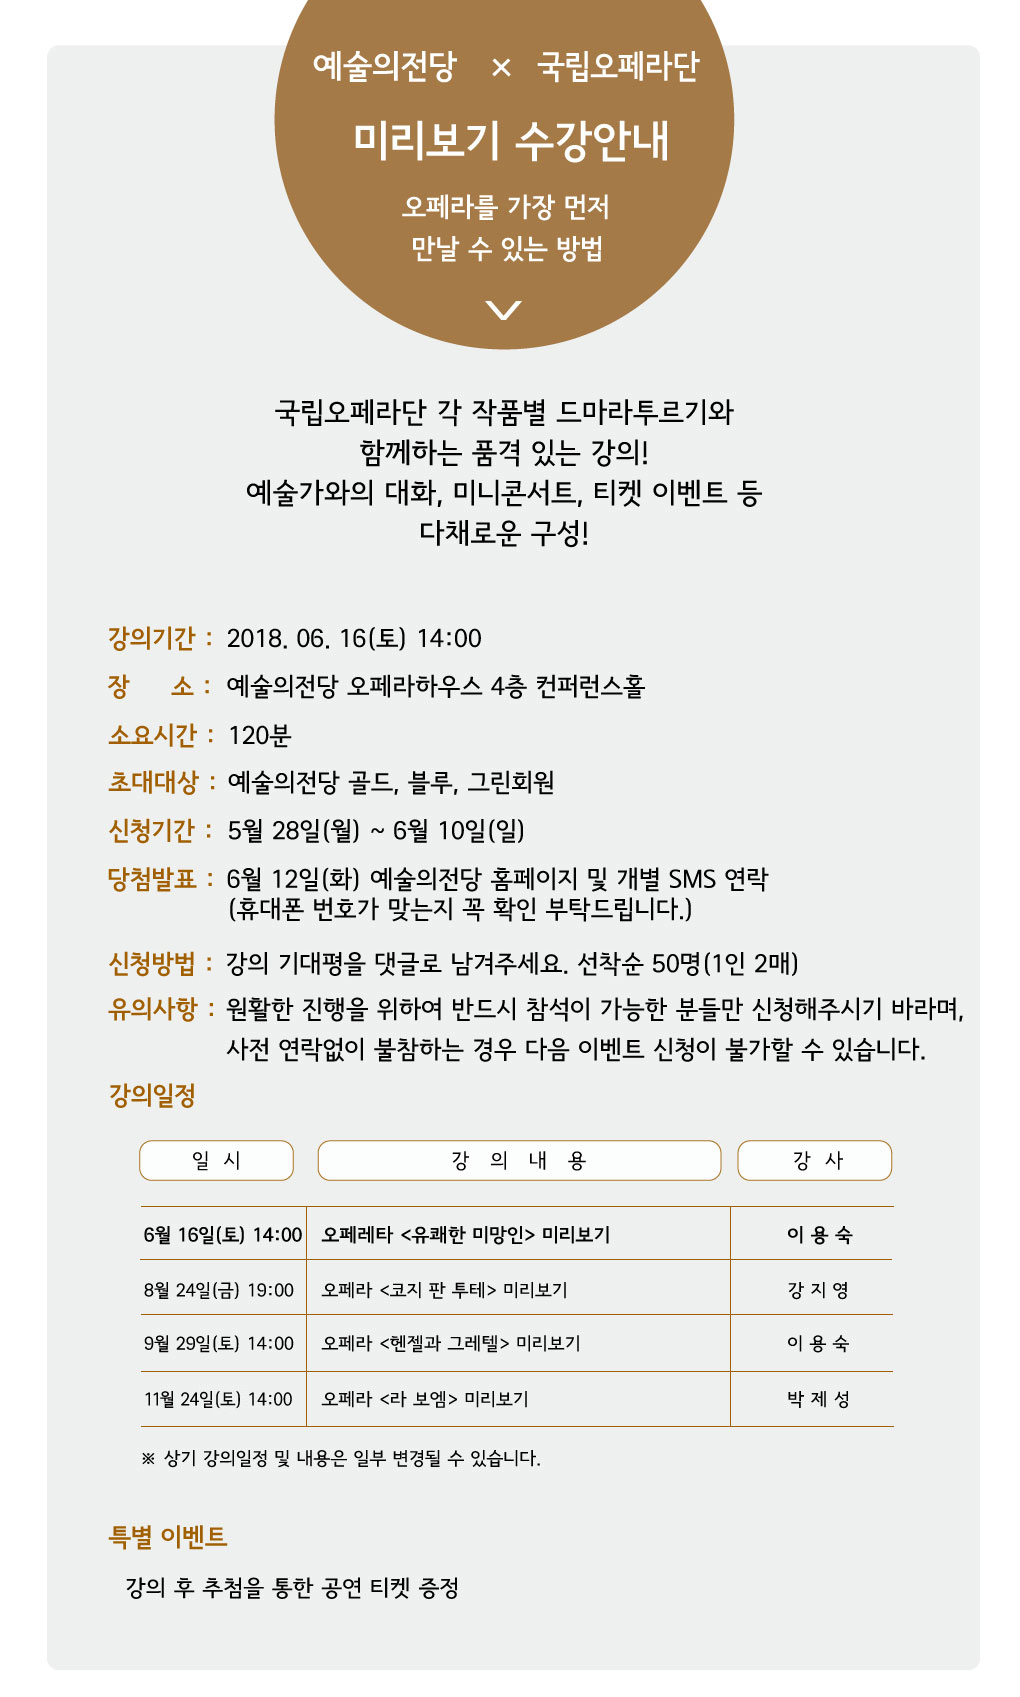 예술의전당 × 국립오페라단
미리보기 수강안내
오페라를 가장 먼저
만날 수 있는 방법
국립오페라단 각 작품별 드마라투르기와
함께하는 품격 있는 강의!
예술가와의 대화, 미니콘서트, 티켓 이벤트 등
다채로운 구성!
강의기간 : 2018. 06. 16(토) 14:00
장 소 : 예술의전당 오페라하우스 4층 컨퍼런스홀
소요시간 : 120분
초대대상 : 예술의전당 골드, 블루, 그린회원
신청기간 : 5월 28일(월) ~ 6월 10일(일)
당첨발표 : 6월 12일(화) 예술의전당 홈페이지 및 개별 SMS 연락
(휴대폰 번호가 맞는지 꼭 확인 부탁드립니다.)
신청방법 : 강의 기대평을 댓글로 남겨주세요. 선착순 50명(1인 2매)
유의사항 : 원활한 진행을 위하여 반드시 참석이 가능한 분들만 신청해주시기 바라며,
사전 연락없이 불참하는 경우 다음 이벤트 신청이 불가할 수 있습니다.
강의일정
일 시 강 의 내 용 강 사
6월 16일(토) 14:00 오페레타 <유쾌한 미망인> 미리보기 이 용 숙
8월 24일(금) 19:00 오페라 <코지 판 투테> 미리보기 강 지 영
9월 29일(토) 14:00 오페라 <헨젤과 그레텔> 미리보기 이 용 숙
11월 24일(토) 14:00 오페라 <라 보엠> 미리보기 박 제 성
※ 상기 강의일정 및 내용은 일부 변경될 수 있습니다.
특별 이벤트
강의 후 추첨을 통한 공연 티켓 증정